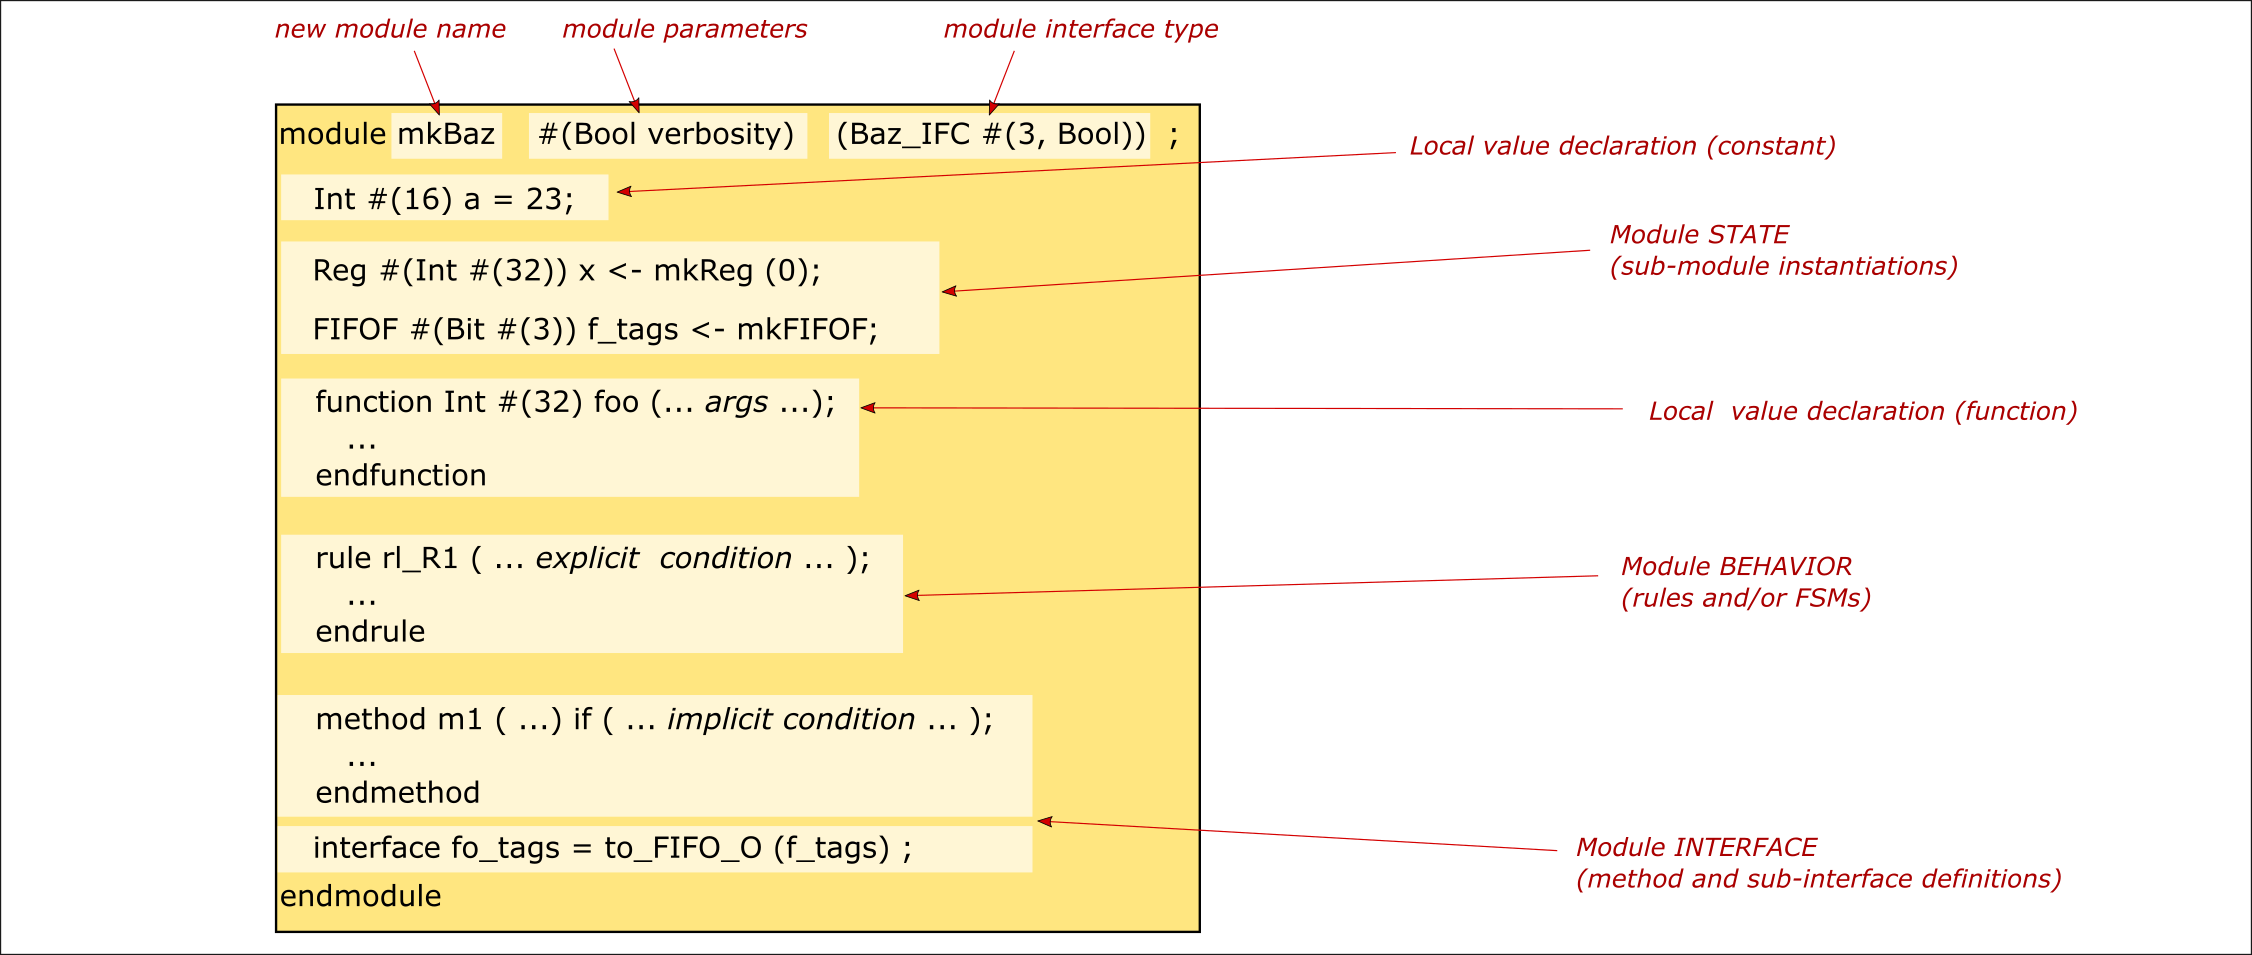 new module name module parameters module interface type
module mkBaz #(Bool verbosity) (Baz_IFC #(3, Bool)) ;
Local value declaration (constant)
Int #(16) a = 23;
Module STATE
(sub-module instantiations)
Reg #(Int #(32)) x <- mkReg (0);
FIFOF #(Bit #(3)) f_tags <- mkFIFOF;
function Int #(32) foo (... args ...);
...
endfunction
Local value declaration (function)
rule rl_R1 ( ... explicit condition ... );
...
endrule
Module BEHAVIOR
(rules and/or FSMs)
method m1 ( ...) if ( ... implicit condition ... );
...
endmethod
interface fo_tags = to_FIFO_O (f_tags) ;
Module INTERFACE
(method and sub-interface definitions)
endmodule